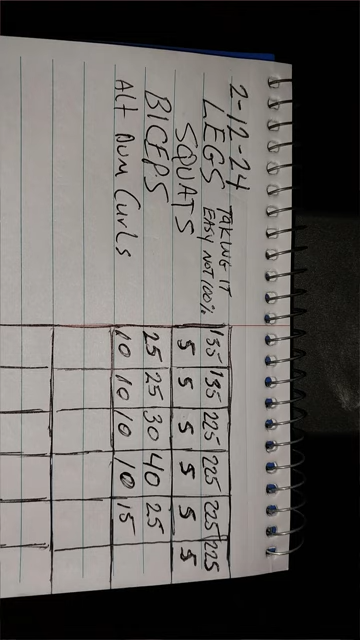 2-12-24
LEGS TAKING IT EASY NOT 100% 135 135 225 225 225 225
SQUATS 5 5 5 5 5 5
BICEPS 25 25 30 40 25
Alt Dum Curls 10 10 10 10 15